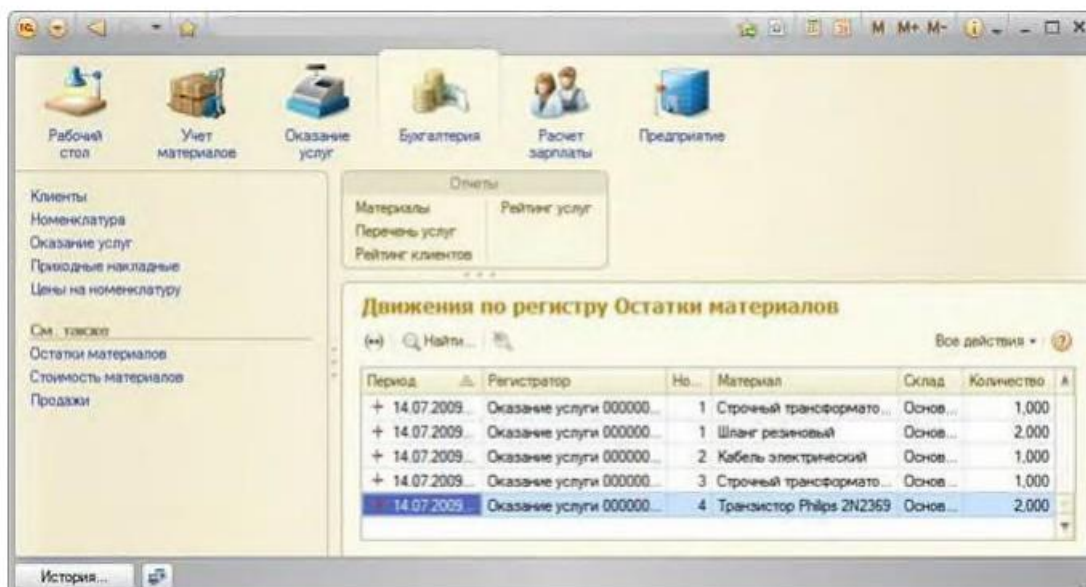 1С
31
M M+ M-
Рабочий стол
Учет материалов
Оказание услуг
Бухгалтерия
Расчет зарплаты
Предприятие
Клиенты
Номенклатура
Оказание услуг
Приходные накладные
Цены на номенклатуру
См. также
Остатки материалов
Стоимость материалов
Продажи
Отчеты
Материалы Рейтинг услуг
Перечень услуг
Рейтинг клиентов
Движения по регистру Остатки материалов
Найти... Все действия
Период Регистратор Но... Материал Склад Количество
14.07.2009... Оказание услуги 000000... 1 Строчный трансформато... Основ... 1,000
14.07.2009... Оказание услуги 000000... 1 Шланг резиновый Основ... 2,000
14.07.2009... Оказание услуги 000000... 2 Кабель электрический Основ... 1,000
14.07.2009... Оказание услуги 000000... 3 Строчный трансформато... Основ... 1,000
14.07.2009... Оказание услуги 000000... 4 Транзистор Philips 2N2369 Основ... 2,000
История...